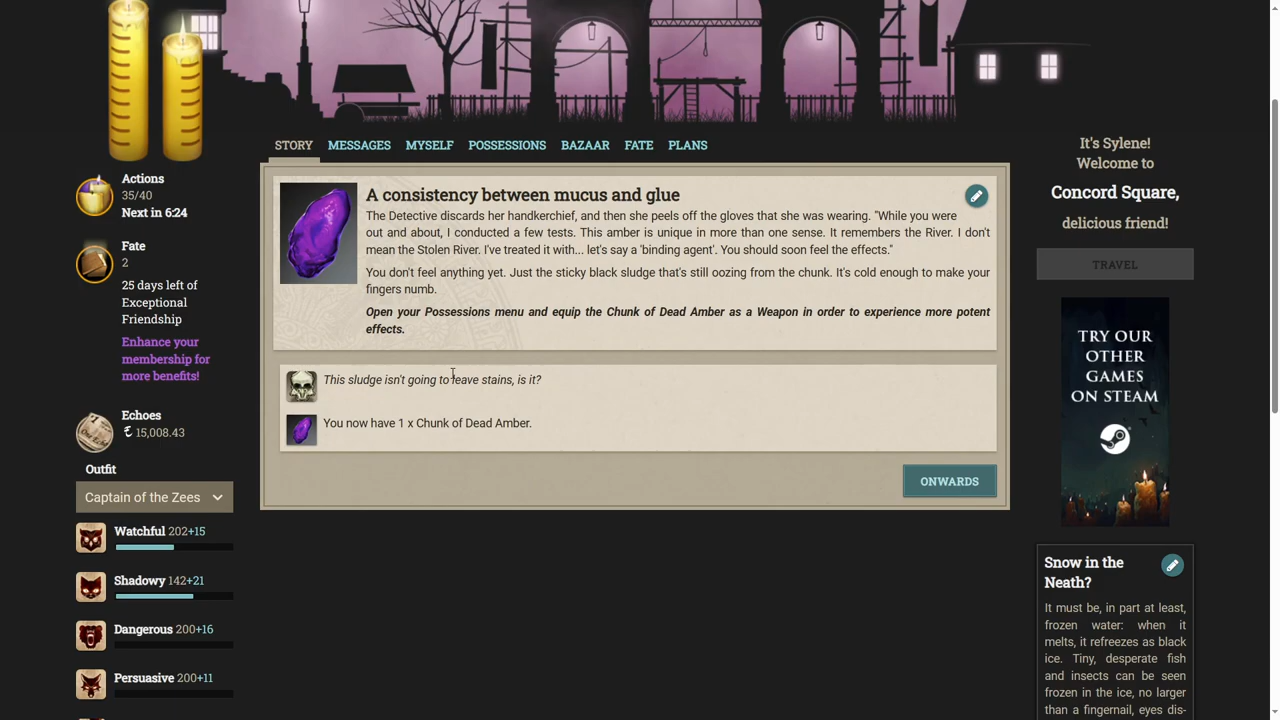 STORY MESSAGES MYSELF POSSESSIONS BAZAAR FATE PLANS
Actions
35/40
Next in 6:24
Fate
2
25 days left of
Exceptional
Friendship
Enhance your
membership for
more benefits!
Echoes
15,008.43
Outfit
Captain of the Zees
Watchful 202+15
Shadowy 142+21
Dangerous 200+16
Persuasive 200+11
A consistency between mucus and glue
The Detective discards her handkerchief, and then she peels off the gloves that she was wearing. "While you were
out and about, I conducted a few tests. This amber is unique in more than one sense. It remembers the River. I don't
mean the Stolen River. I've treated it with... let's say a 'binding agent'. You should soon feel the effects."
You don't feel anything yet. Just the sticky black sludge that's still oozing from the chunk. It's cold enough to make your
fingers numb.
Open your Possessions menu and equip the Chunk of Dead Amber as a Weapon in order to experience more potent
effects.
This sludge isn't going to leave stains, is it?
You now have 1 x Chunk of Dead Amber.
ONWARDS
It's Sylene!
Welcome to
Concord Square,
delicious friend!
TRAVEL
TRY OUR
OTHER
GAMES
ON STEAM
Snow in the
Neath?
It must be, in part at least,
frozen water: when it
melts, it refreezes as black
ice. Tiny, desperate fish
and insects can be seen
frozen in the ice, no larger
than a fingernail, eyes dis-